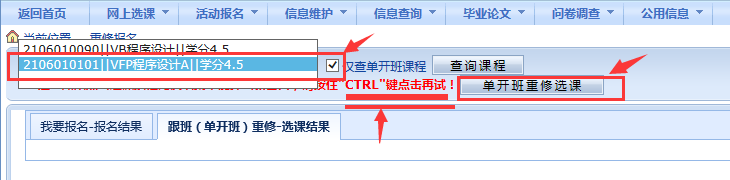 返回首页 网上选课 活动报名 信息维护 信息查询 毕业论文 问卷调查 公用信息
当前位置 重修报名
2106010090||VB程序设计||学分4.5
2106010101||VFP程序设计A||学分4.5 仅查单开班课程 查询课程
按住 "CTRL"键点击再试！ 单开班重修选课
我要报名-报名结果 跟班（单开班）重修-选课结果